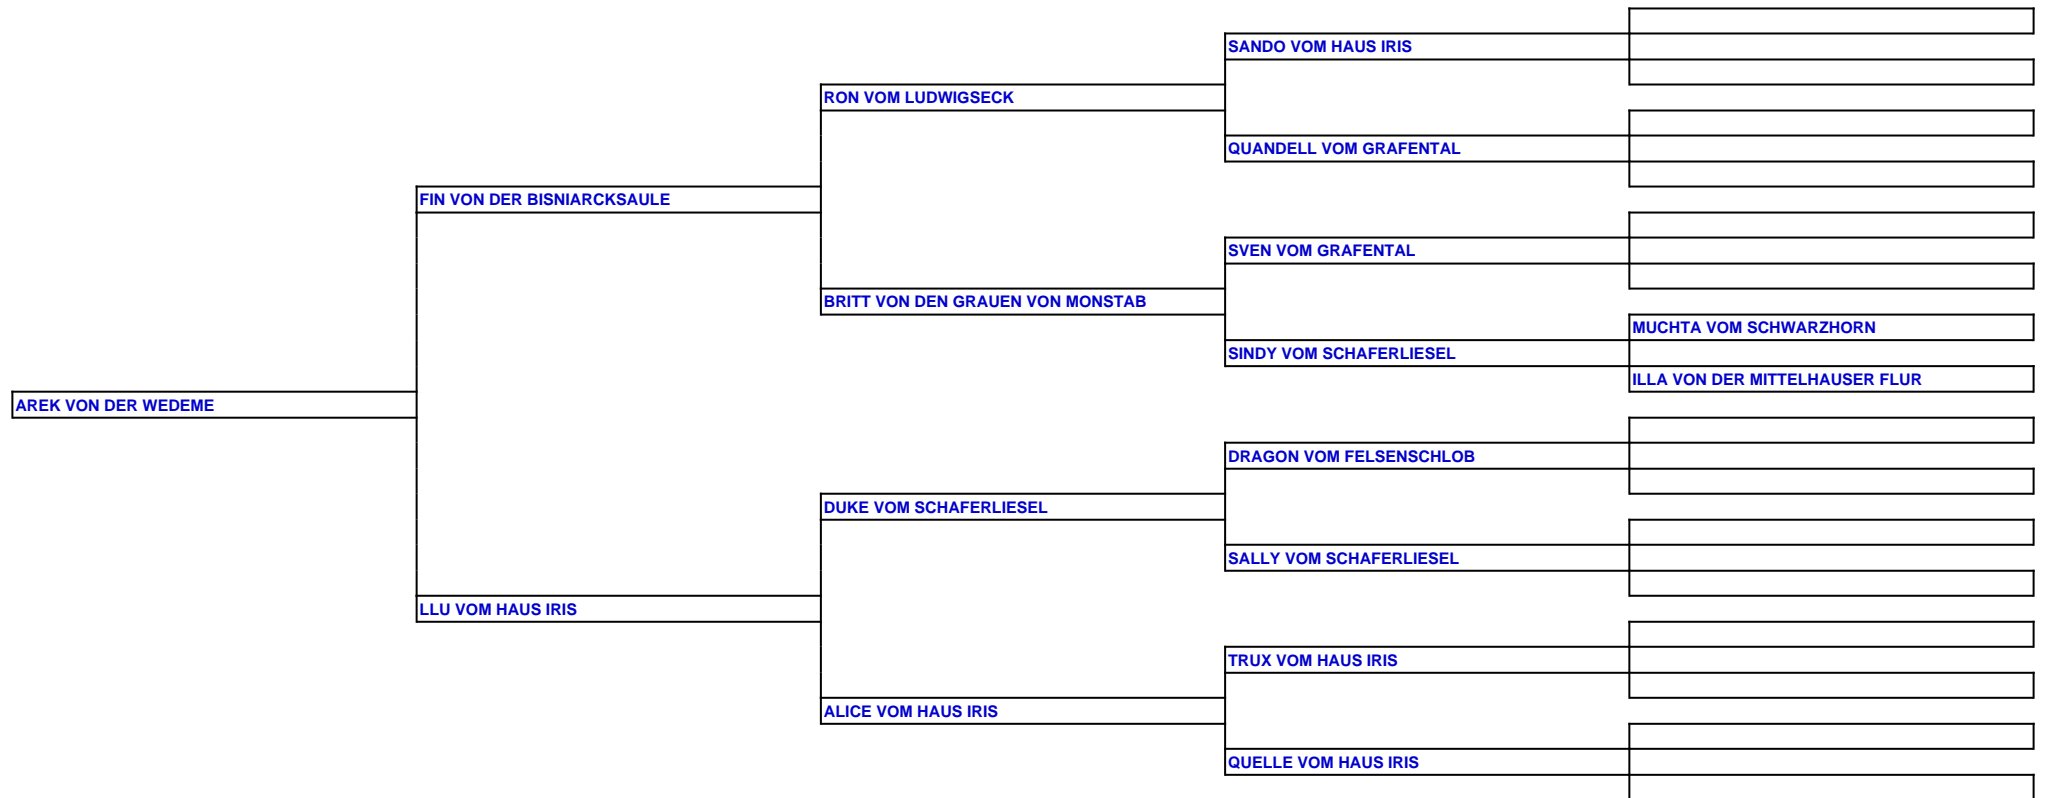 SANDO VOM HAUS IRIS
RON VOM LUDWIGSECK
QUANDELL VOM GRAFENTAL
FIN VON DER BISNIARCKSAULE
SVEN VOM GRAFENTAL
BRITT VON DEN GRAUEN VON MONSTAB
MUCHTA VOM SCHWARZHORN
SINDY VOM SCHAFERLIESEL
ILLA VON DER MITTELHAUSER FLUR
AREK VON DER WEDEME
DRAGON VOM FELSENSCHLOB
DUKE VOM SCHAFERLIESEL
SALLY VOM SCHAFERLIESEL
LLU VOM HAUS IRIS
TRUX VOM HAUS IRIS
ALICE VOM HAUS IRIS
QUELLE VOM HAUS IRIS